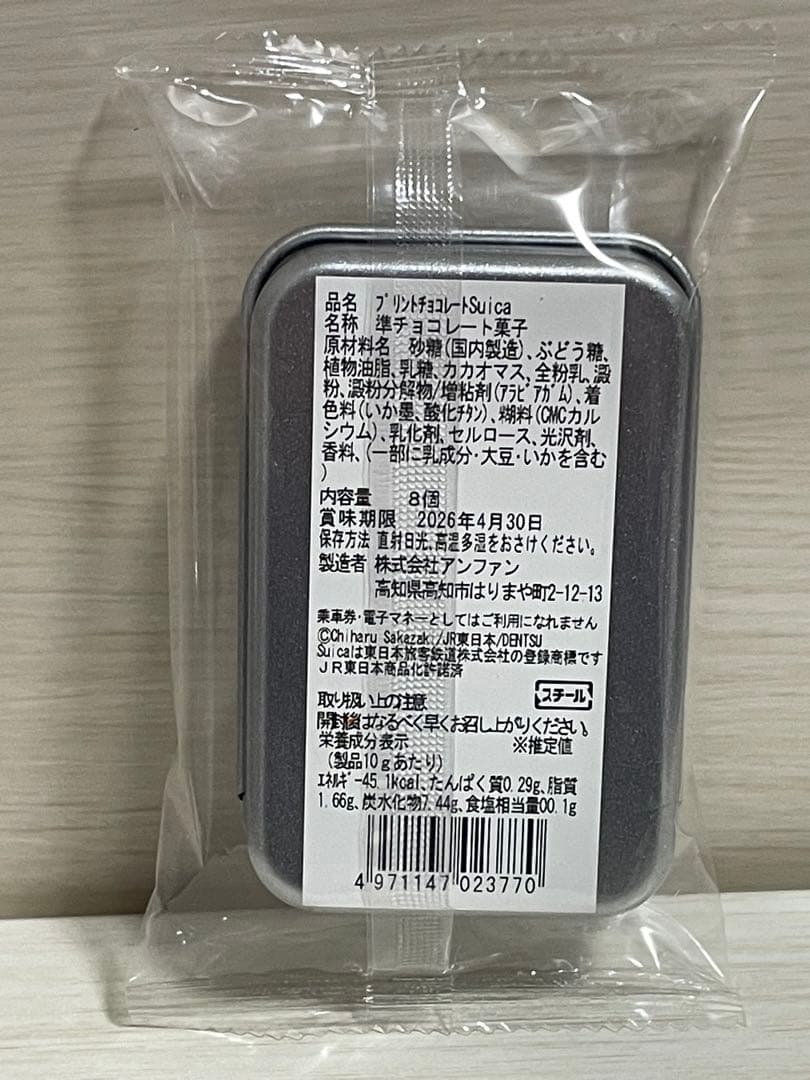 品名　プリントチョコレートSuica
名称　準チョコレート菓子
原材料名　砂糖(国内製造)、ぶどう糖、
植物油脂、乳糖、カカオマス、全粉乳、澱
粉、澱粉分解物/増粘剤(アラビアガム)、着
色料(いか墨、酸化チタン)、糊料(CMCカル
シウム)、乳化剤、セルロース、光沢剤、
香料、(一部に乳成分・大豆・いかを含む
)
内容量　8個
賞味期限　2026年4月30日
保存方法 直射日光、高温多湿をおさけください。
製造者 株式会社アンファン
高知県高知市はりまや町2-12-13
乗車券・電子マネーとしてはご利用になれません
©Chiharu Sakazaki/JR東日本/DENTSU
Suicaは東日本旅客鉄道株式会社の登録商標です
JR東日本商品化許諾済
スチール
取り扱い上の注意
開封後はなるべく早くお召し上がりください。
栄養成分表示　※推定値
(製品10gあたり)
エネルギー45.1kcal、たんぱく質0.29g、脂質
1.66g、炭水化物7.44g、食塩相当量00.1g
4 971147 023770